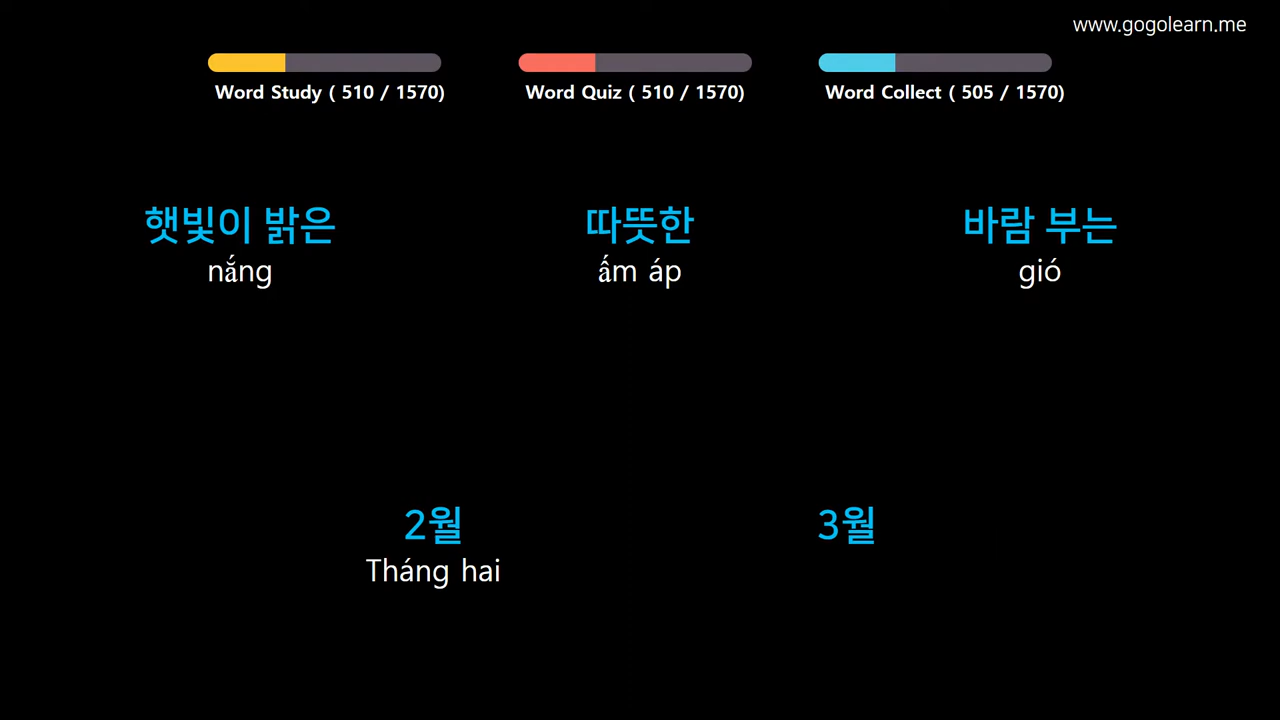 www.gogolearn.me
Word Study ( 510 / 1570)
Word Quiz ( 510 / 1570)
Word Collect ( 505 / 1570)
햇빛이 밝은
nắng
따뜻한
ấm áp
바람 부는
gió
2월
Tháng hai
3월